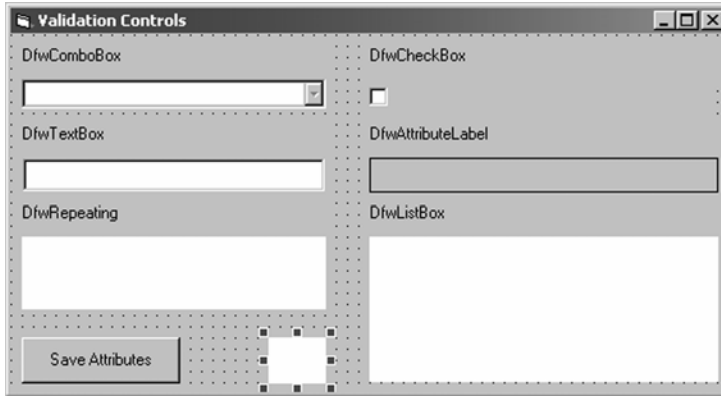 Validation Controls
DfwComboBox
DfwCheckBox
DfwTextBox
DfwAttributeLabel
DfwRepeating
DfwListBox
Save Attributes